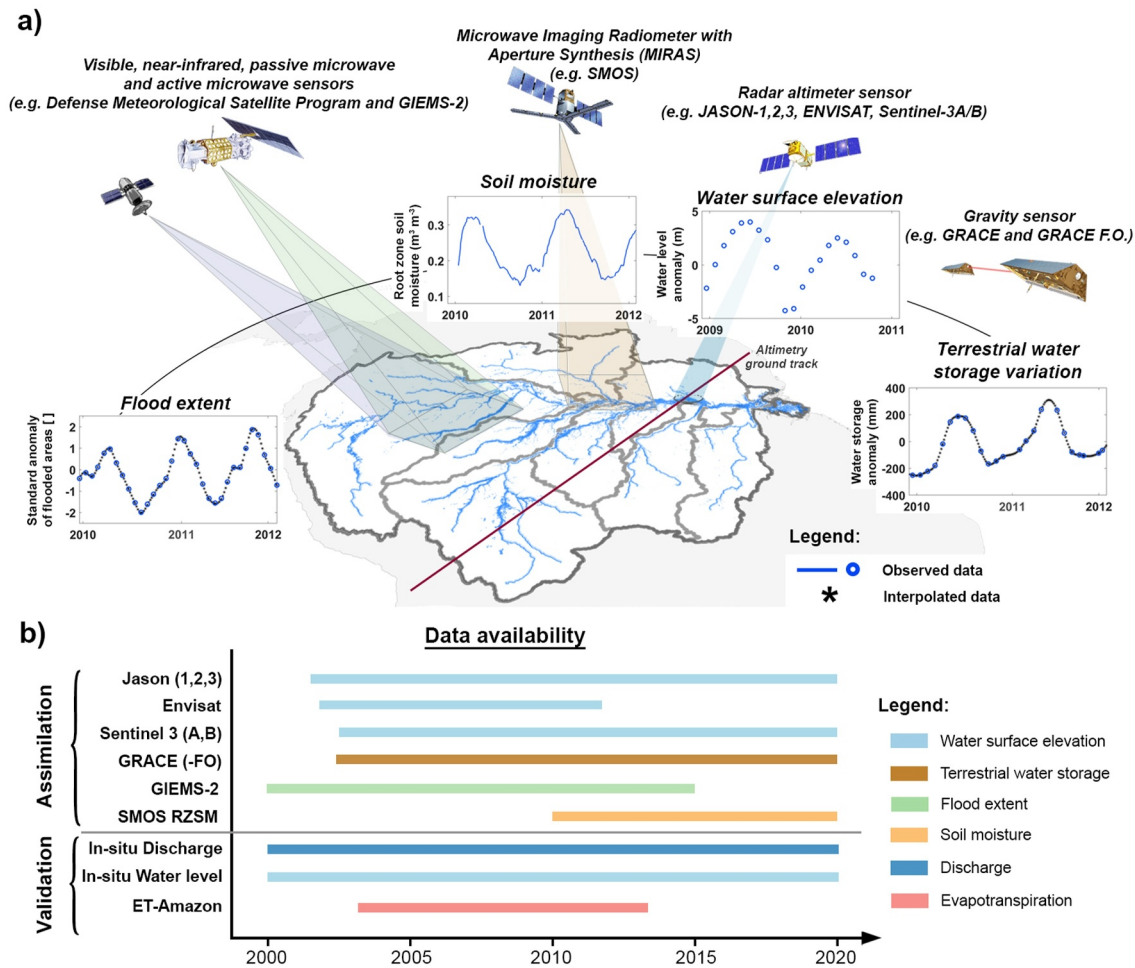 a)
Microwave Imaging Radiometer with
Aperture Synthesis (MIRAS)
(e.g. SMOS)
Visible, near-infrared, passive microwave
and active microwave sensors
(e.g. Defense Meteorological Satellite Program and GIEMS-2)
Radar altimeter sensor
(e.g. JASON-1,2,3, ENVISAT, Sentinel-3A/B)
Gravity sensor
(e.g. GRACE and GRACE F.O.)
Soil moisture
Root zone soil
moisture (m³ m⁻³)
0.3
0.2
0.1
2010
2011
2012
Water surface elevation
Water level
anomaly (m)
5
0
-5
2009
2010
2011
Altimetry
ground track
Terrestrial water
storage variation
Water storage
anomaly (mm)
400
200
0
-200
-400
2010
2011
2012
Flood extent
Standard anomaly
of flooded areas [ ]
2
1
0
-1
-2
2010
2011
2012
Legend:
Observed data
* Interpolated data
b)
Data availability
Assimilation
Jason (1,2,3)
Envisat
Sentinel 3 (A,B)
GRACE (-FO)
GIEMS-2
SMOS RZSM
Validation
In-situ Discharge
In-situ Water level
ET-Amazon
2000
2005
2010
2015
2020
Legend:
Water surface elevation
Terrestrial water storage
Flood extent
Soil moisture
Discharge
Evapotranspiration